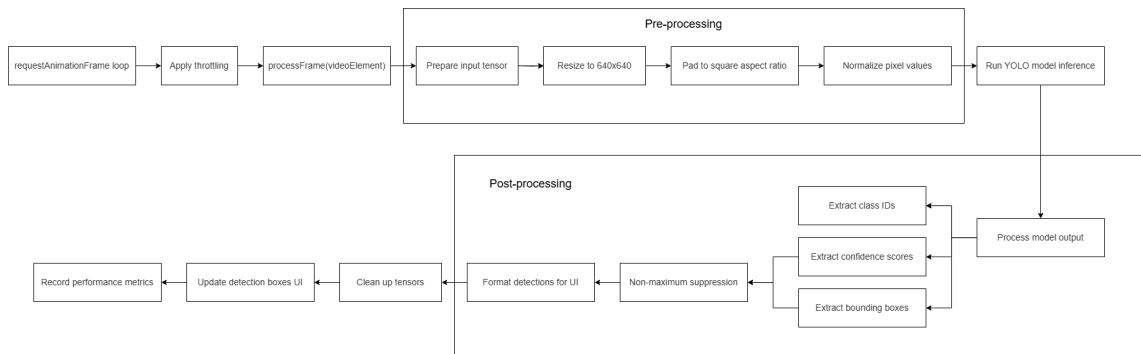 Pre-processing
requestAnimationFrame loop
Apply throttling
processFrame(videoElement)
Prepare input tensor
Resize to 640x640
Pad to square aspect ratio
Normalize pixel values
Run YOLO model inference
Post-processing
Extract class IDs
Process model output
Extract confidence scores
Record performance metrics
Update detection boxes UI
Clean up tensors
Format detections for UI
Non-maximum suppression
Extract bounding boxes